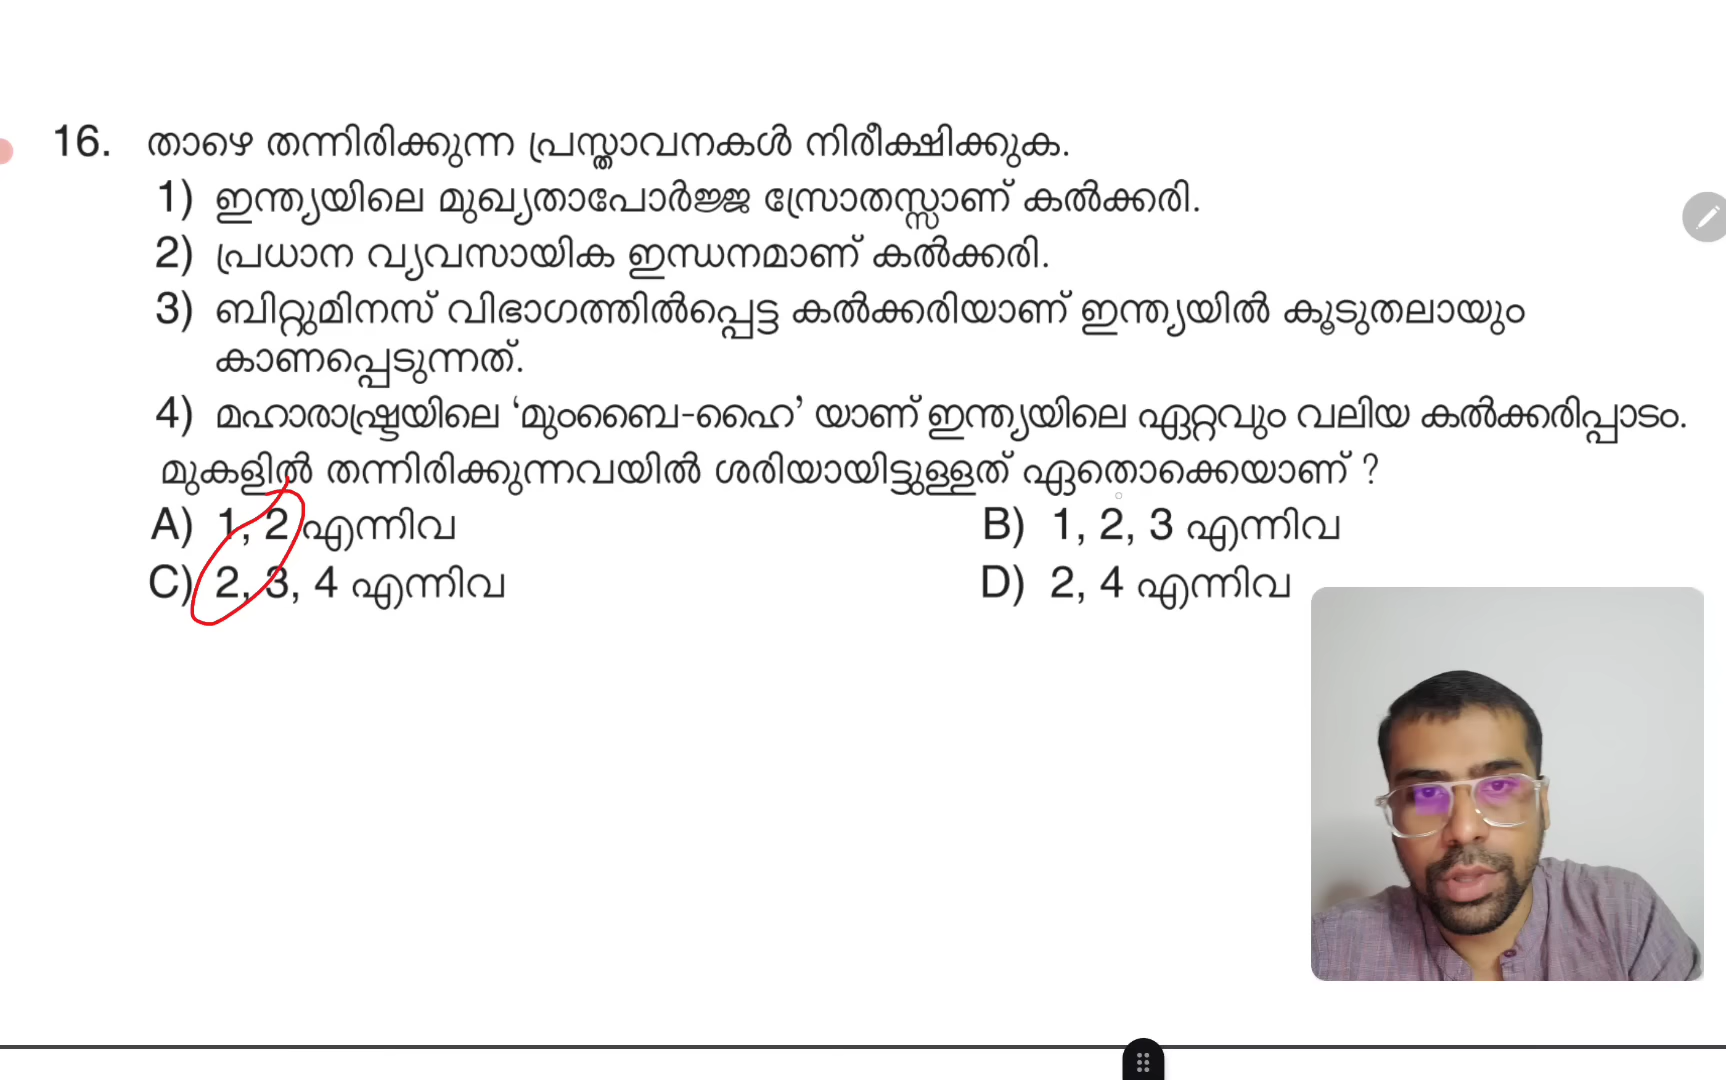 16. താഴെ തന്നിരിക്കുന്ന പ്രസ്താവനകൾ നിരീക്ഷിക്കുക.
1) ഇന്ത്യയിലെ മുഖ്യതാപോർജ്ജ സ്രോതസ്സാണ് കൽക്കരി.
2) പ്രധാന വ്യവസായിക ഇന്ധനമാണ് കൽക്കരി.
3) ബിറ്റുമിനസ് വിഭാഗത്തിൽപ്പെട്ട കൽക്കരിയാണ് ഇന്ത്യയിൽ കൂടുതലായും
കാണപ്പെടുന്നത്.
4) മഹാരാഷ്ട്രയിലെ ‘മുംബൈ-ഹൈ’ യാണ് ഇന്ത്യയിലെ ഏറ്റവും വലിയ കൽക്കരിപ്പാടം.
മുകളിൽ തന്നിരിക്കുന്നവയിൽ ശരിയായിട്ടുള്ളത് ഏതൊക്കെയാണ് ?
A) 1, 2 എന്നിവ B) 1, 2, 3 എന്നിവ
C) 2, 3, 4 എന്നിവ D) 2, 4 എന്നിവ